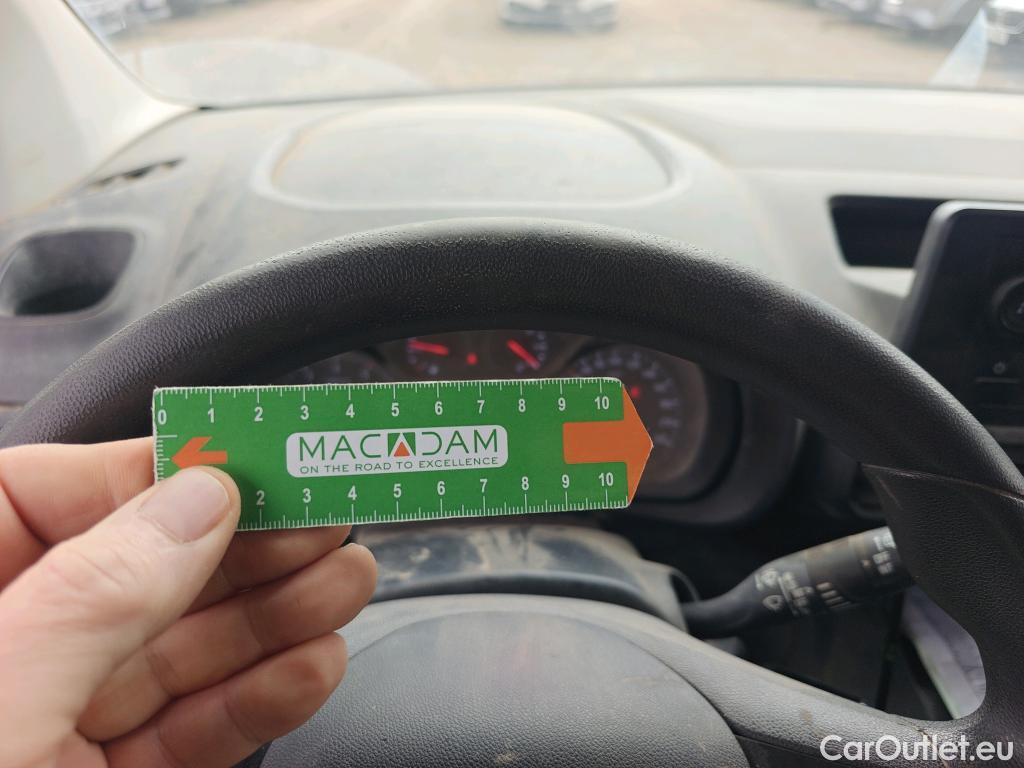 0 1 2 3 4 5 6 7 8 9 10
MACADAM
ON THE ROAD TO EXCELLENCE
2 3 4 5 6 7 8 9 10
CarOutlet.eu